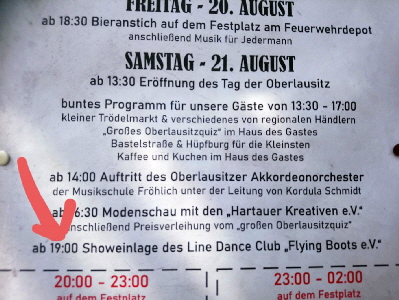 FREITAG - 20. AUGUST
ab 18:30 Bieranstich auf dem Festplatz am Feuerwehrdepot
anschließend Musik für Jedermann
SAMSTAG - 21. AUGUST
ab 13:30 Eröffnung des Tag der Oberlausitz
buntes Programm für unsere Gäste von 13:30 - 17:00
kleiner Trödelmarkt & verschiedenes von regionalen Händlern
„Großes Oberlausitzquiz" im Haus des Gastes
Bastelstraße & Hüpfburg für die Kleinsten
Kaffee und Kuchen im Haus des Gastes
ab 14:00 Auftritt des Oberlausitzer Akkordeonorchester
der Musikschule Fröhlich unter der Leitung von Kordula Schmidt
ab 16:30 Modenschau mit den „Hartauer Kreativen e.V."
anschließend Preisverleihung vom „großen Oberlausitzquiz"
ab 19:00 Showeinlage des Line Dance Club „Flying Boots e.V."
20:00 - 23:00 23:00 - 02:00
auf dem Festplatz auf dem Festplatz